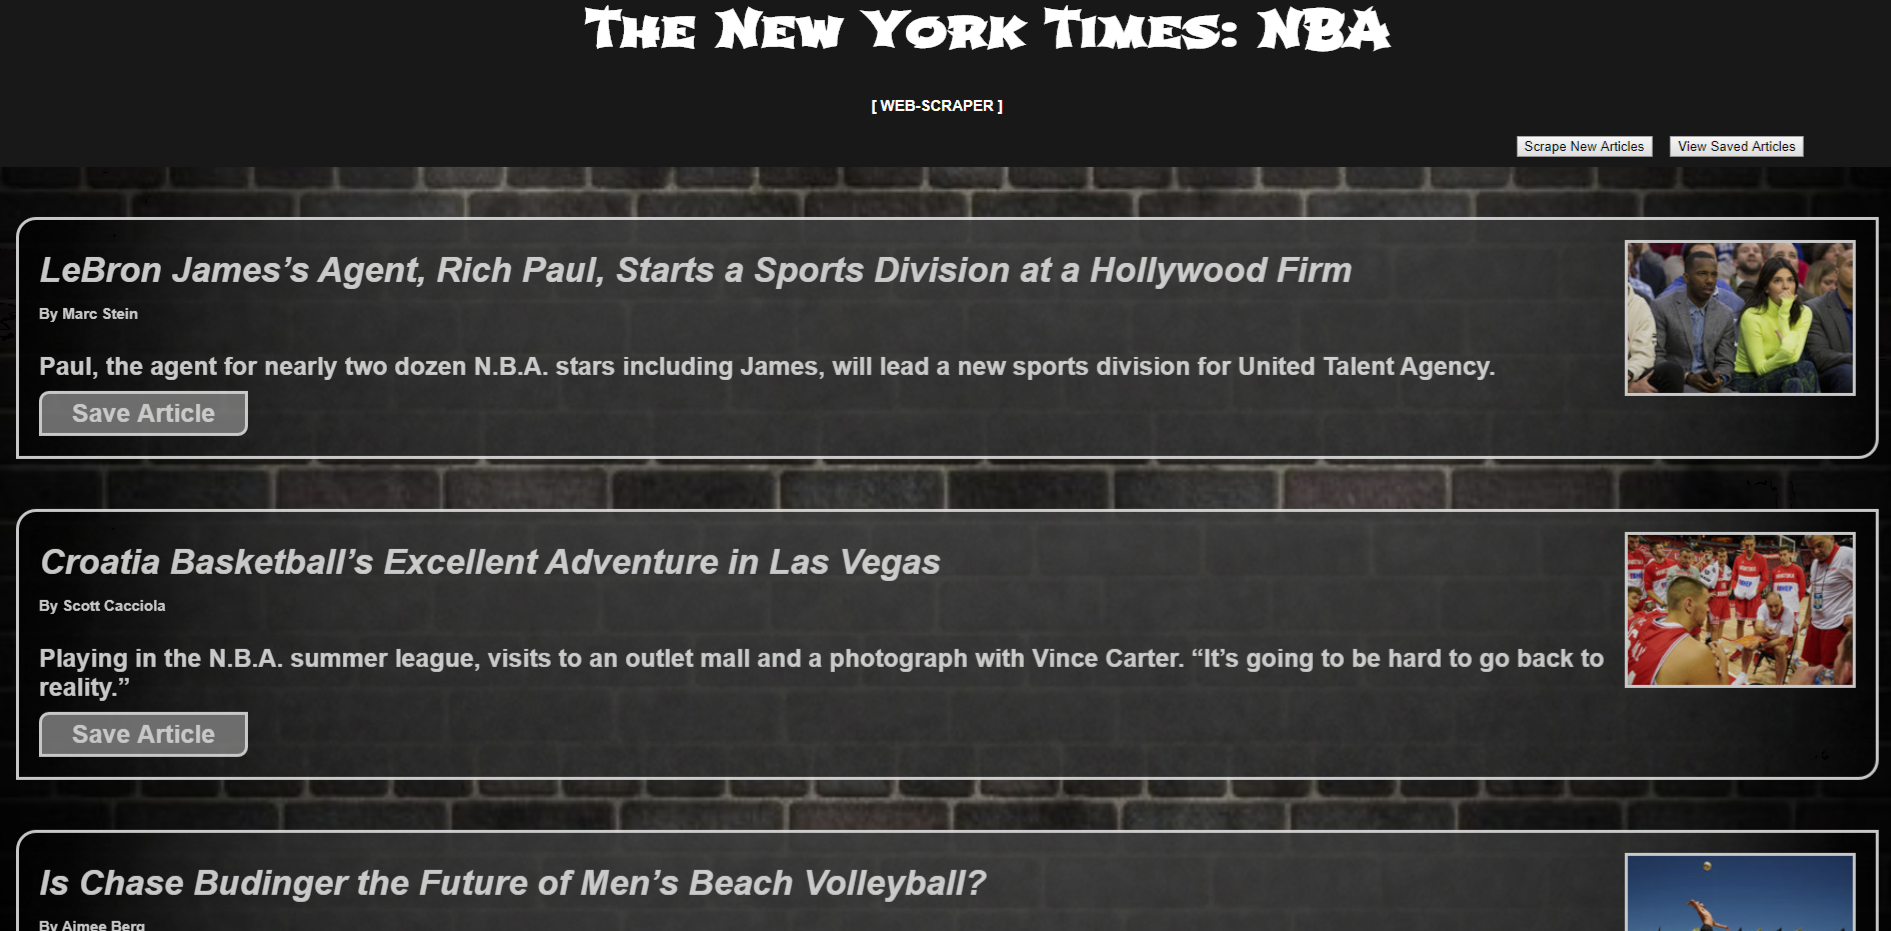 THE NEW YORK TIMES: NBA
[ WEB-SCRAPER ]
Scrape New Articles View Saved Articles
LeBron James’s Agent, Rich Paul, Starts a Sports Division at a Hollywood Firm
By Marc Stein
Paul, the agent for nearly two dozen N.B.A. stars including James, will lead a new sports division for United Talent Agency.
Save Article
Croatia Basketball’s Excellent Adventure in Las Vegas
By Scott Cacciola
Playing in the N.B.A. summer league, visits to an outlet mall and a photograph with Vince Carter. “It’s going to be hard to go back to
reality.”
Save Article
Is Chase Budinger the Future of Men’s Beach Volleyball?
By Aimee Berg